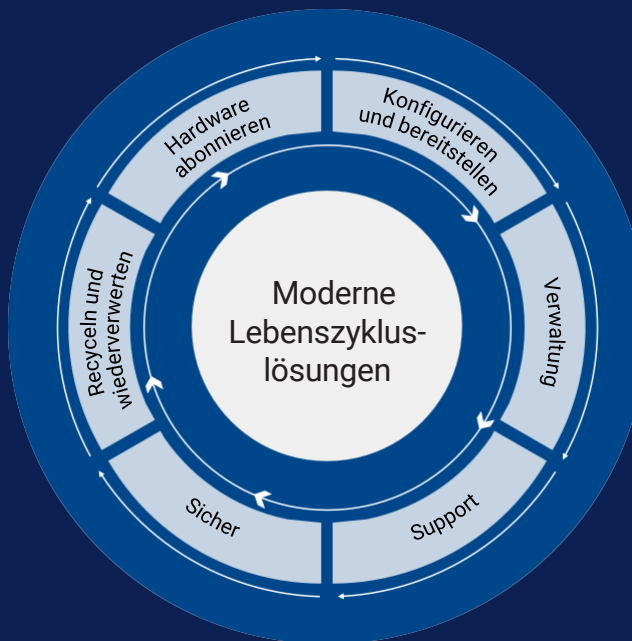 Hardware
abonnieren
Konfigurieren
und bereitstellen
Verwaltung
Support
Sicher
Recyceln und
wiederverwerten
Moderne
Lebenszyklus-
lösungen